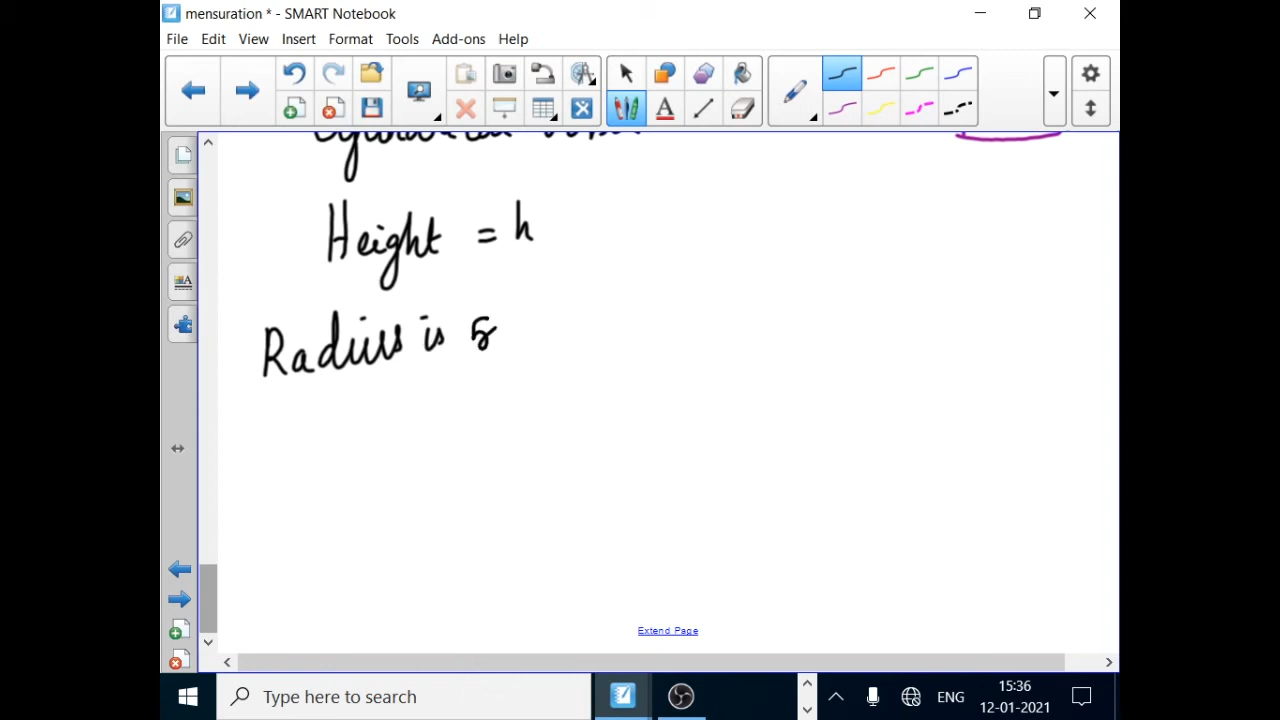 mensuration * - SMART Notebook
File Edit View Insert Format Tools Add-ons Help
Height = h
Radius is
Extend Page
Type here to search
ENG
15:36
12-01-2021